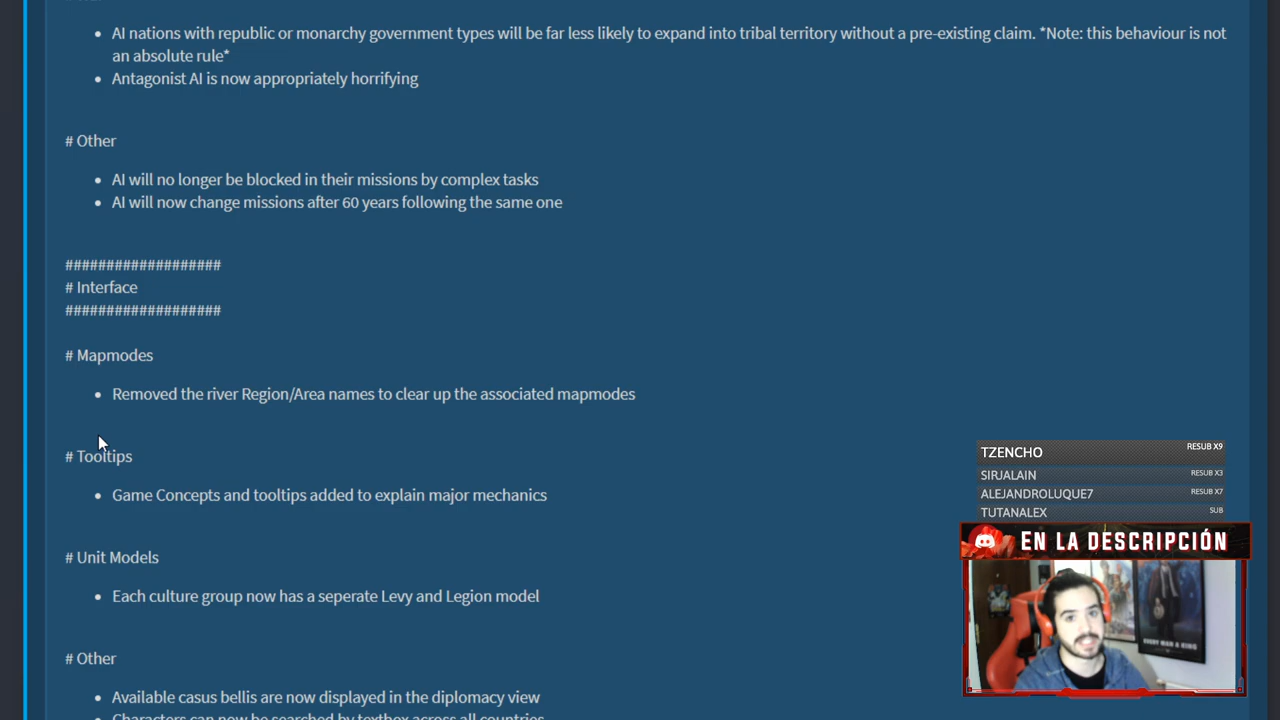 AI nations with republic or monarchy government types will be far less likely to expand into tribal territory without a pre-existing claim. *Note: this behaviour is not
an absolute rule*
Antagonist AI is now appropriately horrifying
# Other
AI will no longer be blocked in their missions by complex tasks
AI will now change missions after 60 years following the same one
###################
# Interface
###################
# Mapmodes
Removed the river Region/Area names to clear up the associated mapmodes
# Tooltips
Game Concepts and tooltips added to explain major mechanics
# Unit Models
Each culture group now has a seperate Levy and Legion model
# Other
Available casus bellis are now displayed in the diplomacy view
Characters can now be searched by textbox across all countries
TZENCHO RESUB X9
SIRJALAIN RESUB X3
ALEJANDROLUQUE7 RESUB X7
TUTANALEX SUB
EN LA DESCRIPCIÓN